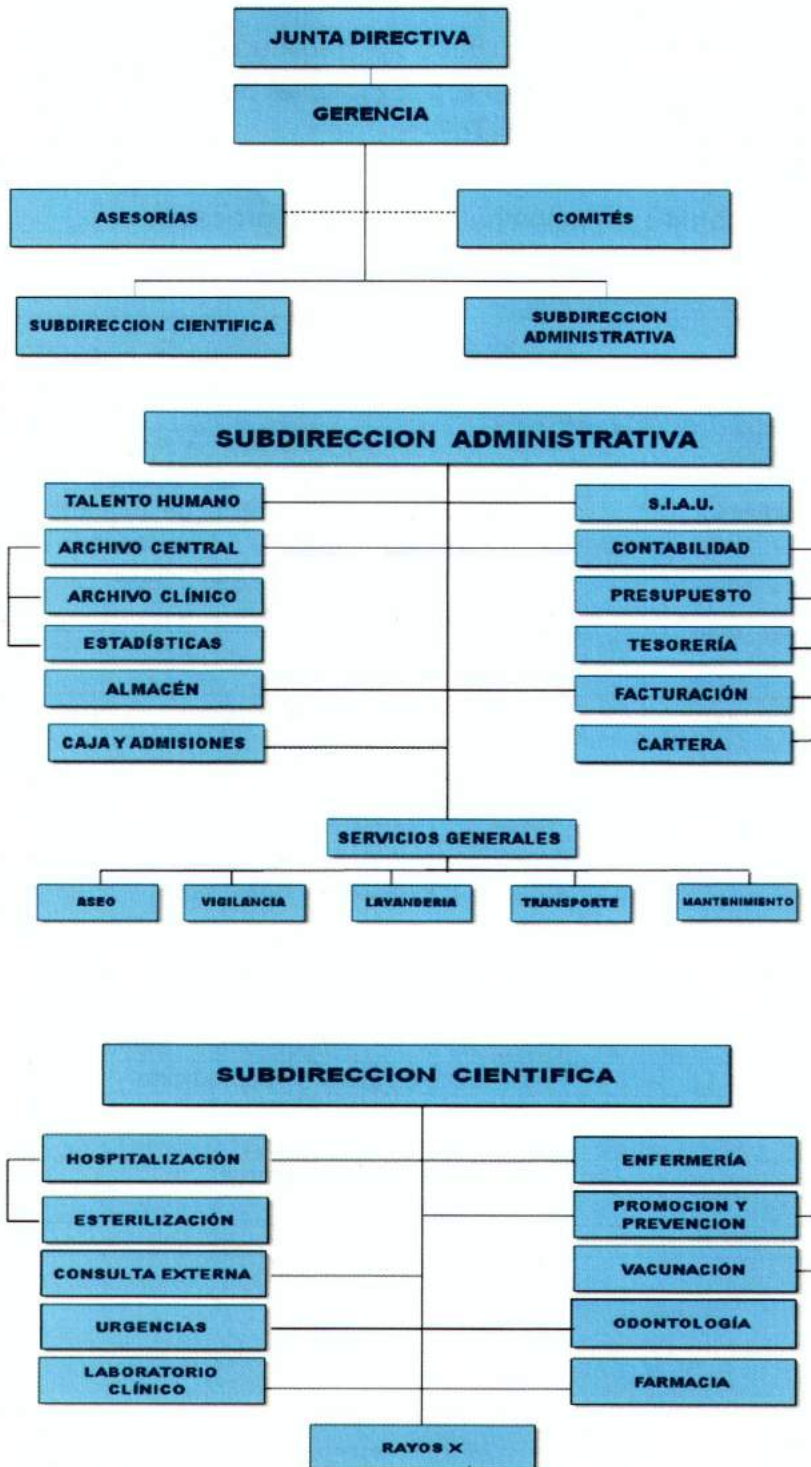 JUNTA DIRECTIVA
GERENCIA
ASESORÍAS
COMITÉS
SUBDIRECCION CIENTIFICA
SUBDIRECCION
ADMINISTRATIVA
SUBDIRECCION ADMINISTRATIVA
TALENTO HUMANO
S.I.A.U.
ARCHIVO CENTRAL
CONTABILIDAD
ARCHIVO CLÍNICO
PRESUPUESTO
ESTADÍSTICAS
TESORERÍA
ALMACÉN
FACTURACIÓN
CAJA Y ADMISIONES
CARTERA
SERVICIOS GENERALES
ASEO
VIGILANCIA
LAVANDERIA
TRANSPORTE
MANTENIMIENTO
SUBDIRECCION CIENTIFICA
HOSPITALIZACIÓN
ENFERMERÍA
ESTERILIZACIÓN
PROMOCION Y
PREVENCION
CONSULTA EXTERNA
VACUNACIÓN
URGENCIAS
ODONTOLOGÍA
LABORATORIO
CLÍNICO
FARMACIA
RAYOS X